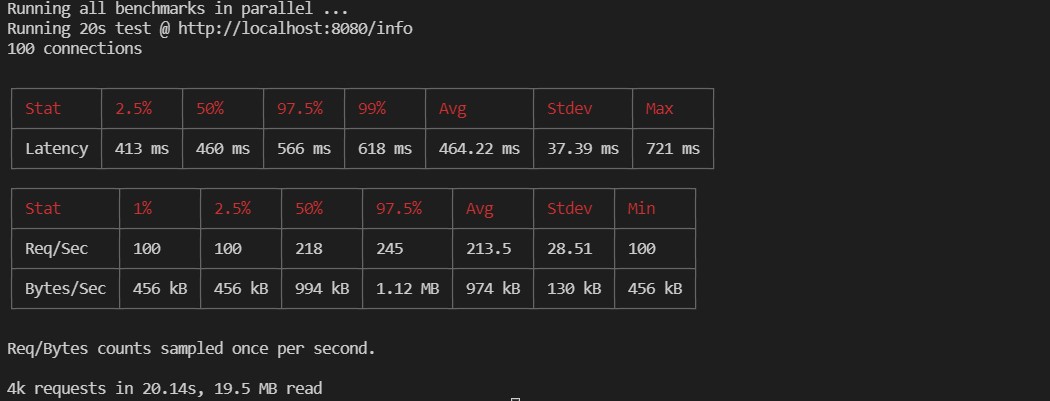 Running all benchmarks in parallel ...
Running 20s test @ http://localhost:8080/info
100 connections
Stat 2.5% 50% 97.5% 99% Avg Stdev Max
Latency 413 ms 460 ms 566 ms 618 ms 464.22 ms 37.39 ms 721 ms
Stat 1% 2.5% 50% 97.5% Avg Stdev Min
Req/Sec 100 100 218 245 213.5 28.51 100
Bytes/Sec 456 kB 456 kB 994 kB 1.12 MB 974 kB 130 kB 456 kB
Req/Bytes counts sampled once per second.
4k requests in 20.14s, 19.5 MB read